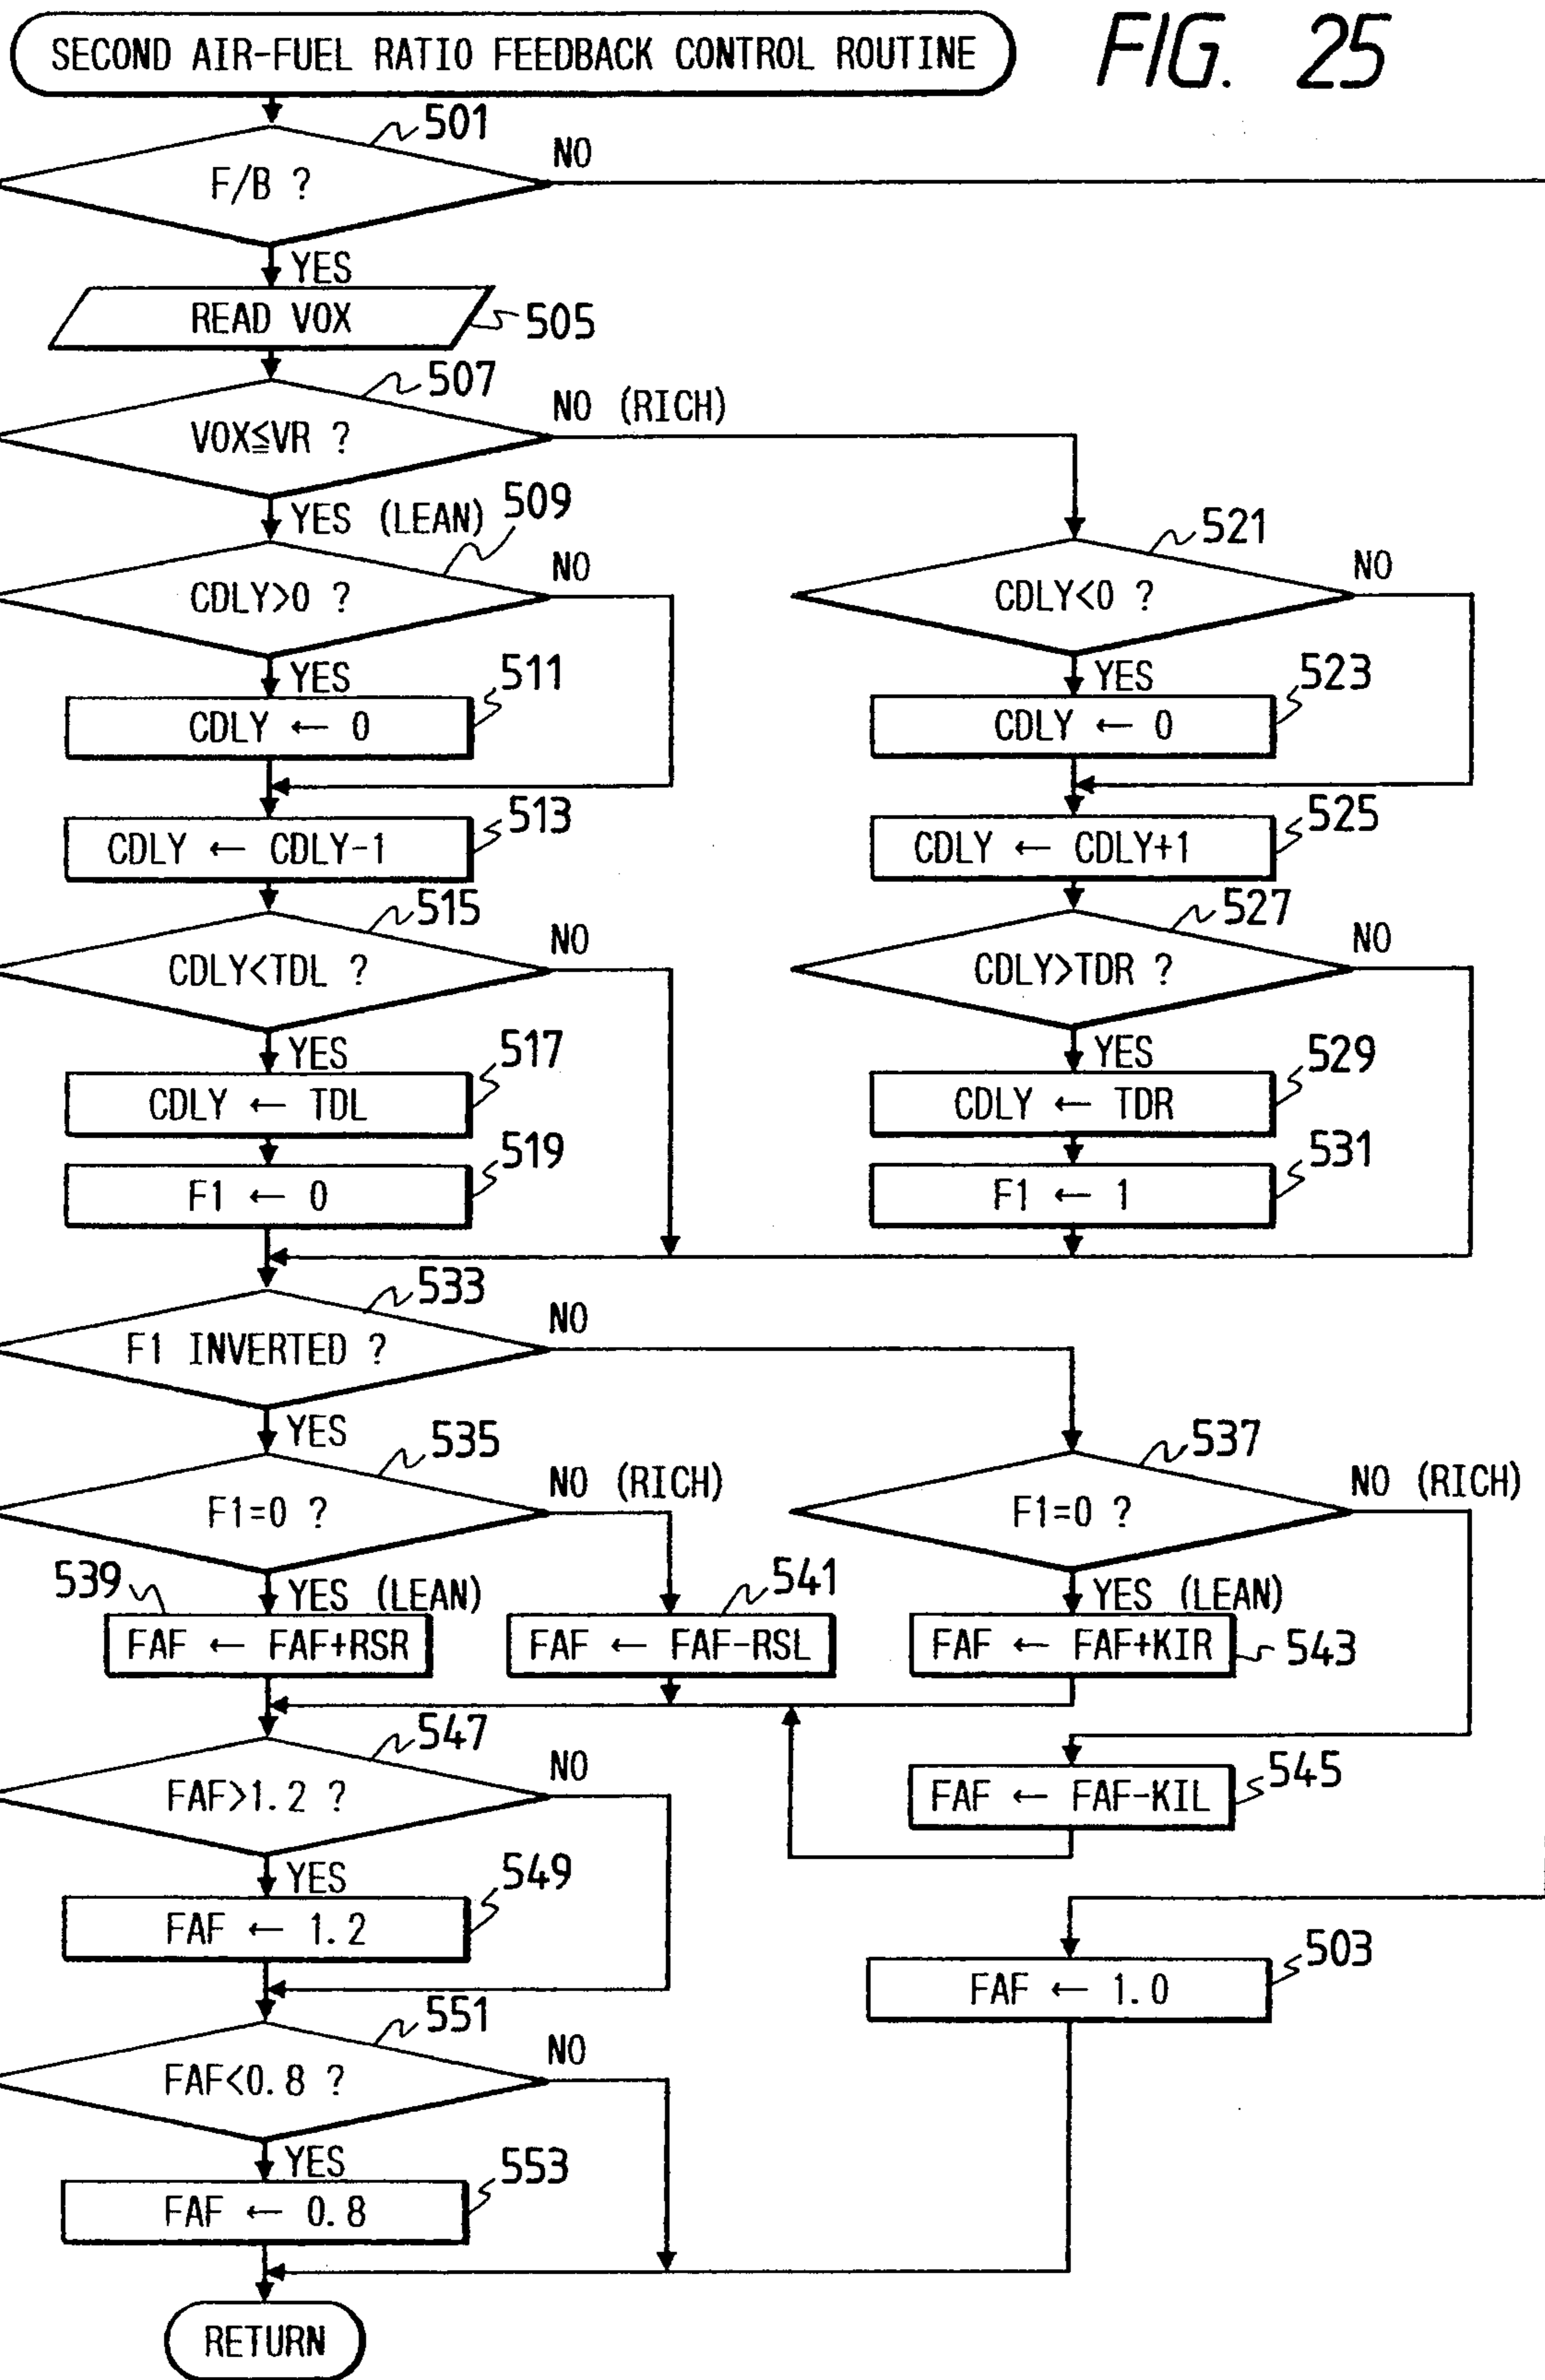 SECOND AIR-FUEL RATIO FEEDBACK CONTROL ROUTINE
FIG. 25
501
F/B ?
NO
YES
READ VOX
505
507
VOX≦VR ?
NO (RICH)
YES (LEAN)
509
CDLY>0 ?
NO
521
CDLY<0 ?
NO
YES
511
CDLY ← 0
YES
523
CDLY ← 0
513
CDLY ← CDLY-1
525
CDLY ← CDLY+1
515
CDLY<TDL ?
NO
527
CDLY>TDR ?
NO
YES
517
CDLY ← TDL
YES
529
CDLY ← TDR
519
F1 ← 0
531
F1 ← 1
533
F1 INVERTED ?
NO
YES
535
F1=0 ?
NO (RICH)
537
F1=0 ?
NO (RICH)
539
YES (LEAN)
FAF ← FAF+RSR
541
FAF ← FAF-RSL
YES (LEAN)
FAF ← FAF+KIR
543
547
FAF>1.2 ?
NO
FAF ← FAF-KIL
545
YES
549
FAF ← 1.2
503
FAF ← 1.0
551
FAF<0.8 ?
NO
YES
553
FAF ← 0.8
RETURN